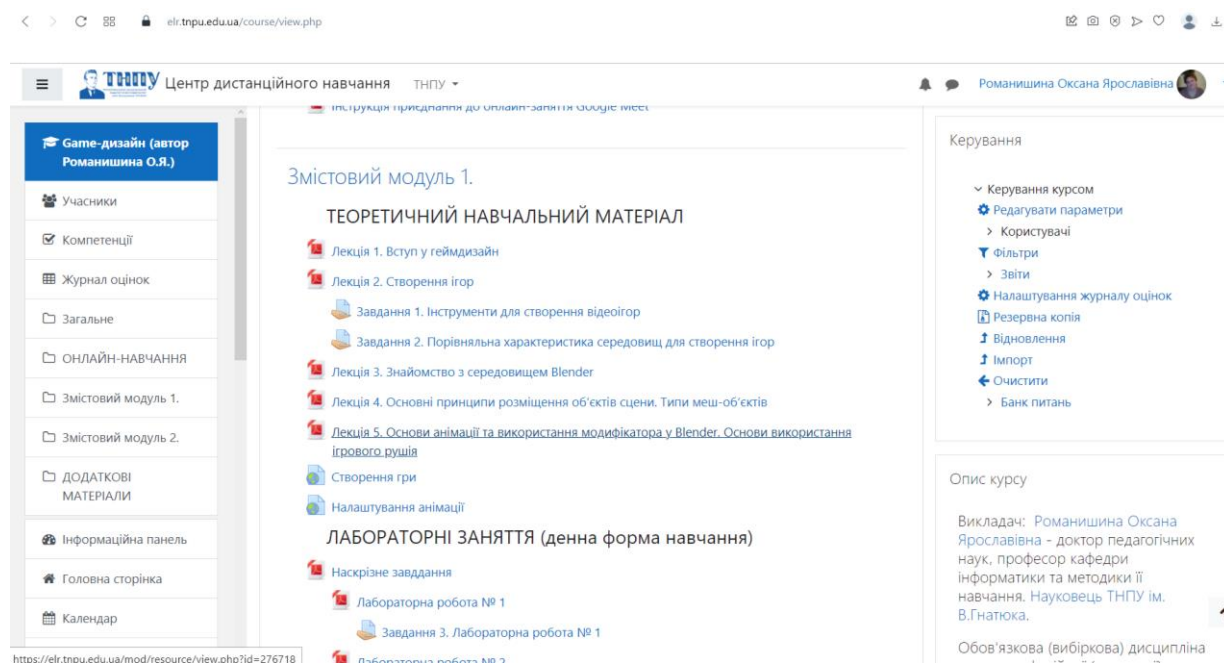 elr.tnpu.edu.ua/course/view.php
ТНПУ Центр дистанційного навчання ТНПУ
Романишина Оксана Ярославівна
Інструкція приєднання до онлайн-заняття Google Meet
Game-дизайн (автор
Романишина О.Я.)
Учасники
Компетенції
Журнал оцінок
Загальне
ОНЛАЙН-НАВЧАННЯ
Змістовий модуль 1.
Змістовий модуль 2.
ДОДАТКОВІ
МАТЕРІАЛИ
Інформаційна панель
Головна сторінка
Календар
https://elr.tnpu.edu.ua/mod/resource/view.php?id=276718
Змістовий модуль 1.
ТЕОРЕТИЧНИЙ НАВЧАЛЬНИЙ МАТЕРІАЛ
Лекція 1. Вступ у геймдизайн
Лекція 2. Створення ігор
Завдання 1. Інструменти для створення відеоігор
Завдання 2. Порівняльна характеристика середовищ для створення ігор
Лекція 3. Знайомство з середовищем Blender
Лекція 4. Основні принципи розміщення об'єктів сцени. Типи меш-об'єктів
Лекція 5. Основи анімації та використання модифікатора у Blender. Основи використання
ігрового рушія
Створення гри
Налаштування анімації
ЛАБОРАТОРНІ ЗАНЯТТЯ (денна форма навчання)
Наскрізне завддання
Лабораторна робота № 1
Завдання 3. Лабораторна робота № 1
Лабораторна робота № 2
Керування
Керування курсом
Редагувати параметри
Користувачі
Фільтри
Звіти
Налаштування журналу оцінок
Резервна копія
Відновлення
Імпорт
Очистити
Банк питань
Опис курсу
Викладач: Романишина Оксана
Ярославівна - доктор педагогічних
наук, професор кафедри
інформатики та методики її
навчання. Науковець ТНПУ ім.
В.Гнатюка.
Обов'язкова (вибіркова) дисципліна